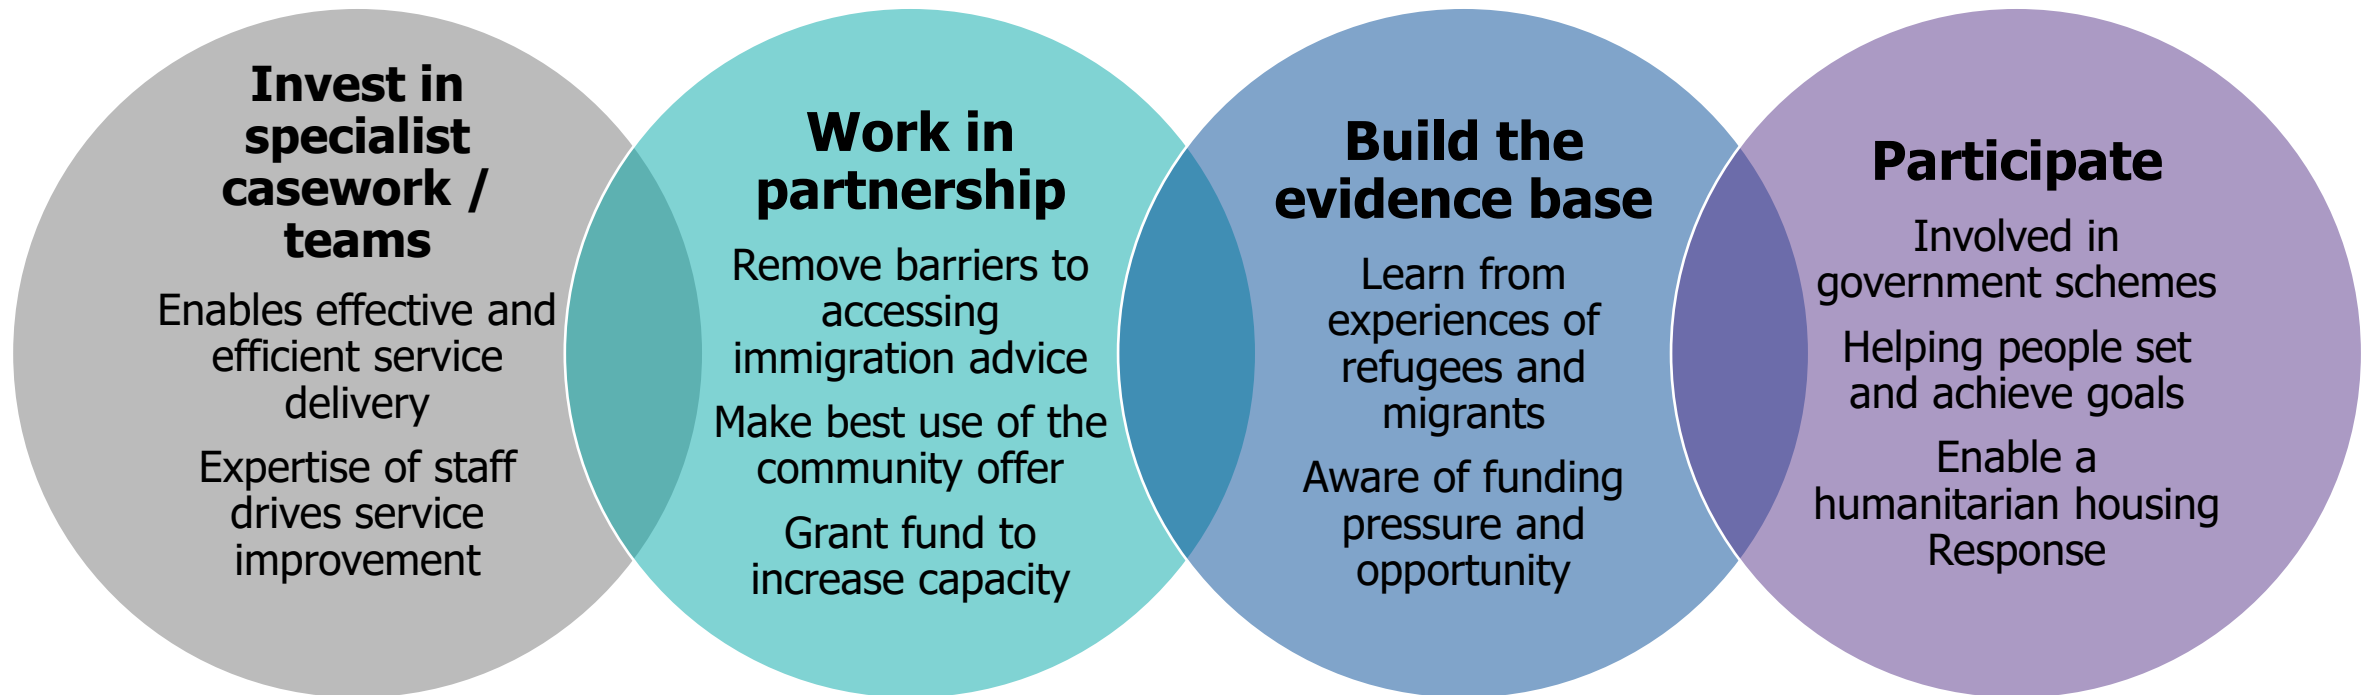 Invest in
specialist
casework /
teams
Enables effective and
efficient service
delivery
Expertise of staff
drives service
improvement
Work in
partnership
Remove barriers to
accessing
immigration advice
Make best use of the
community offer
Grant fund to
increase capacity
Build the
evidence base
Learn from
experiences of
refugees and
migrants
Aware of funding
pressure and
opportunity
Participate
Involved in
government schemes
Helping people set
and achieve goals
Enable a
humanitarian housing
Response